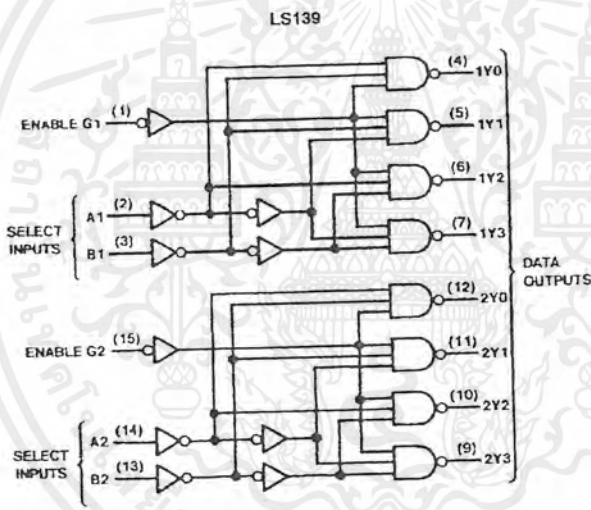 LS139
ENABLE G1 (1)
SELECT INPUTS
A1 (2)
B1 (3)
(4) 1Y0
(5) 1Y1
(6) 1Y2
(7) 1Y3
DATA OUTPUTS
ENABLE G2 (15)
SELECT INPUTS
A2 (14)
B2 (13)
(12) 2Y0
(11) 2Y1
(10) 2Y2
(9) 2Y3